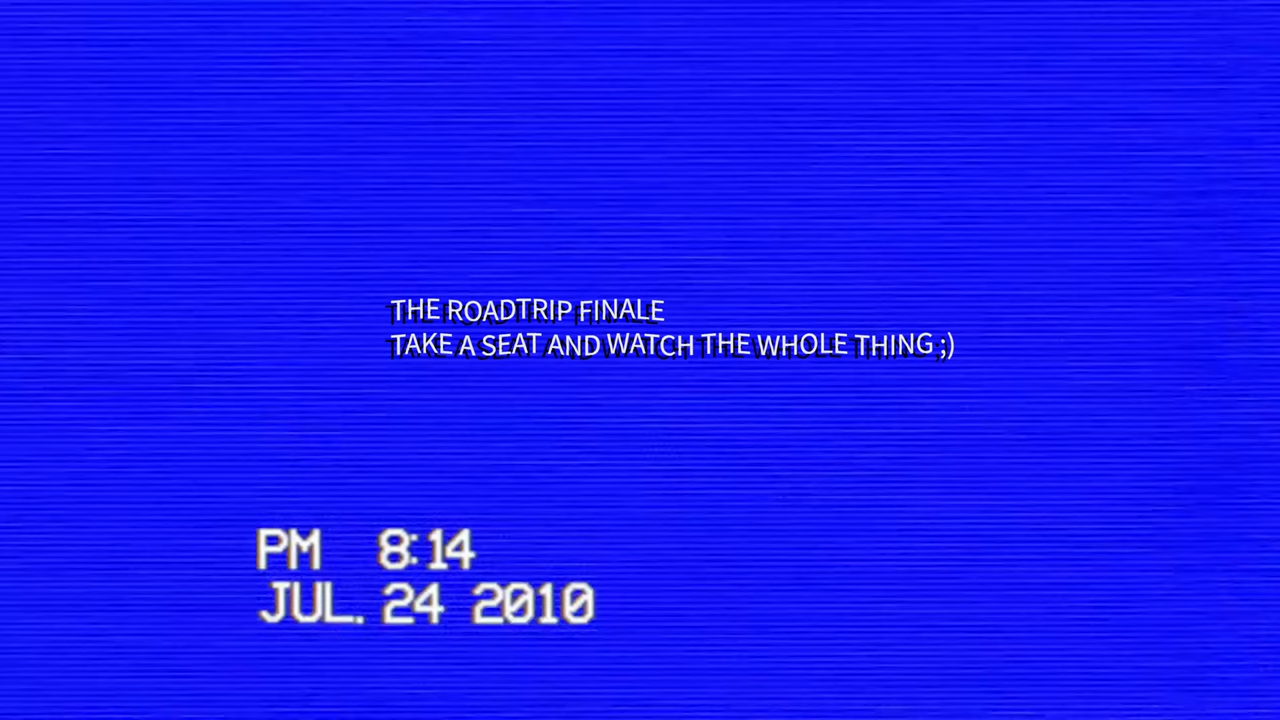 THE ROADTRIP FINALE
TAKE A SEAT AND WATCH THE WHOLE THING ;)
PM 8:14
JUL. 24 2010